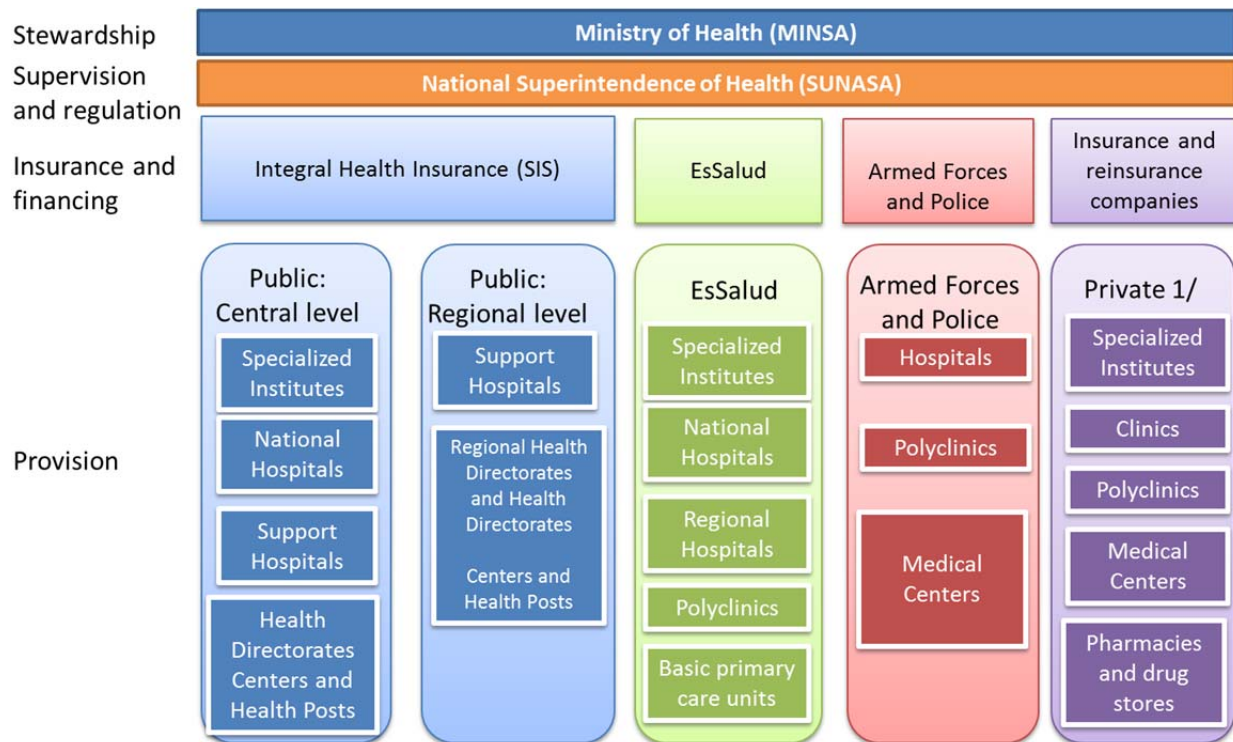 Stewardship
Ministry of Health (MINSA)
Supervision
and regulation
National Superintendence of Health (SUNASA)
Insurance and
financing
Integral Health Insurance (SIS)
EsSalud
Armed Forces
and Police
Insurance and
reinsurance
companies
Provision
Public:
Central level
Specialized
Institutes
National
Hospitals
Support
Hospitals
Health
Directorates
Centers and
Health Posts
Public:
Regional level
Support
Hospitals
Regional Health
Directorates
and Health
Directorates
Centers and
Health Posts
EsSalud
Specialized
Institutes
National
Hospitals
Regional
Hospitals
Polyclinics
Basic primary
care units
Armed Forces
and Police
Hospitals
Polyclinics
Medical
Centers
Private 1/
Specialized
Institutes
Clinics
Polyclinics
Medical
Centers
Pharmacies
and drug
stores